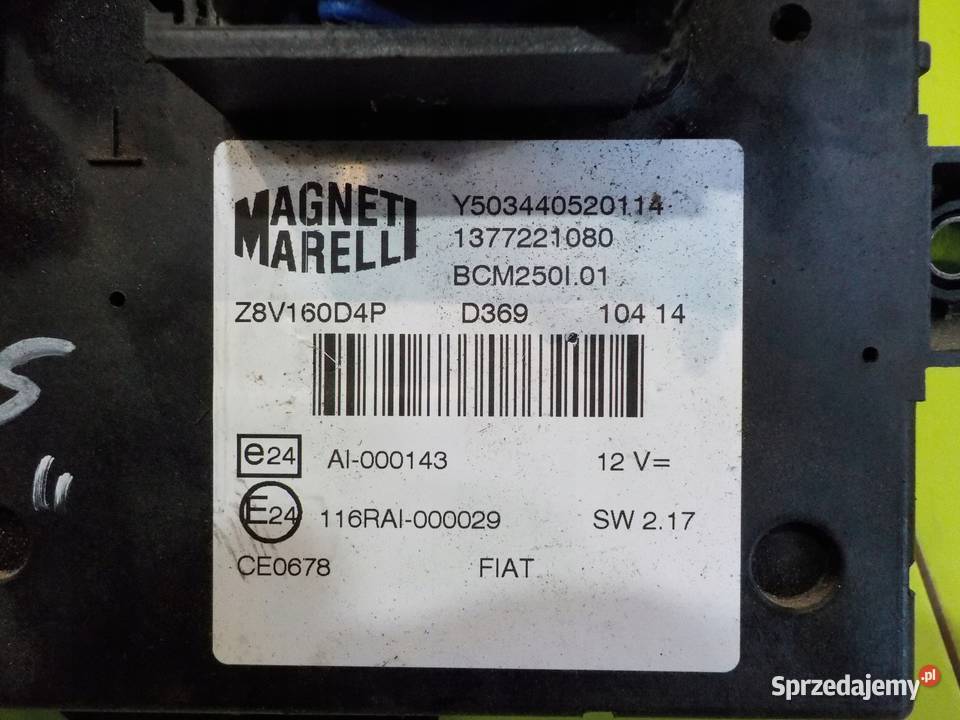 MAGNETI
MARELLI
Y503440520114
1377221080
BCM250I.01
Z8V160D4P D369 104 14
e24 AI-000143 12 V=
E24 116RAI-000029 SW 2.17
CE0678 FIAT
Sprzedajemy.pl